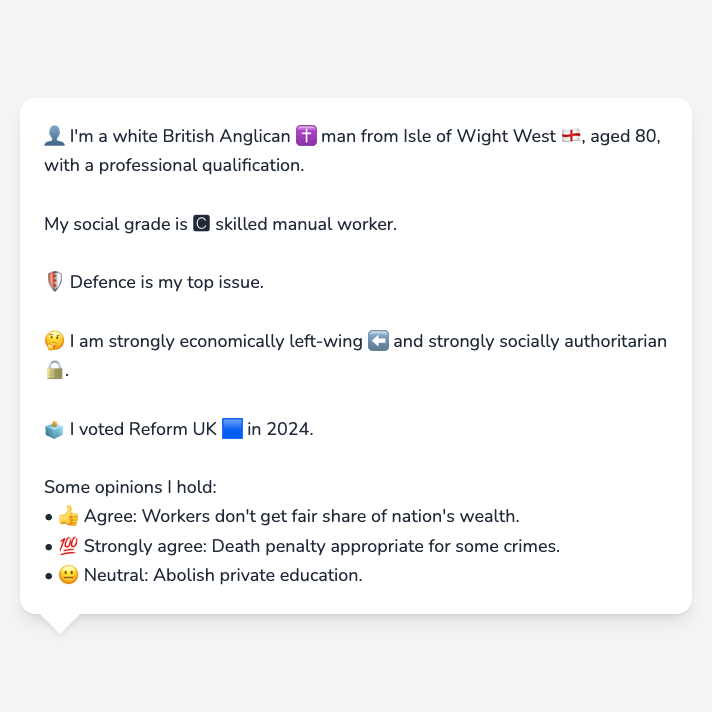 👤 I'm a white British Anglican ✝️ man from Isle of Wight West 🏴󠁧󠁢󠁥󠁮󠁧󠁿, aged 80,
with a professional qualification.
My social grade is 🅲 skilled manual worker.
🛡️ Defence is my top issue.
🤔 I am strongly economically left-wing ⬅️ and strongly socially authoritarian
🔒.
🗳️ I voted Reform UK 🟦 in 2024.
Some opinions I hold:
• 👍 Agree: Workers don't get fair share of nation's wealth.
• 💯 Strongly agree: Death penalty appropriate for some crimes.
• 😐 Neutral: Abolish private education.